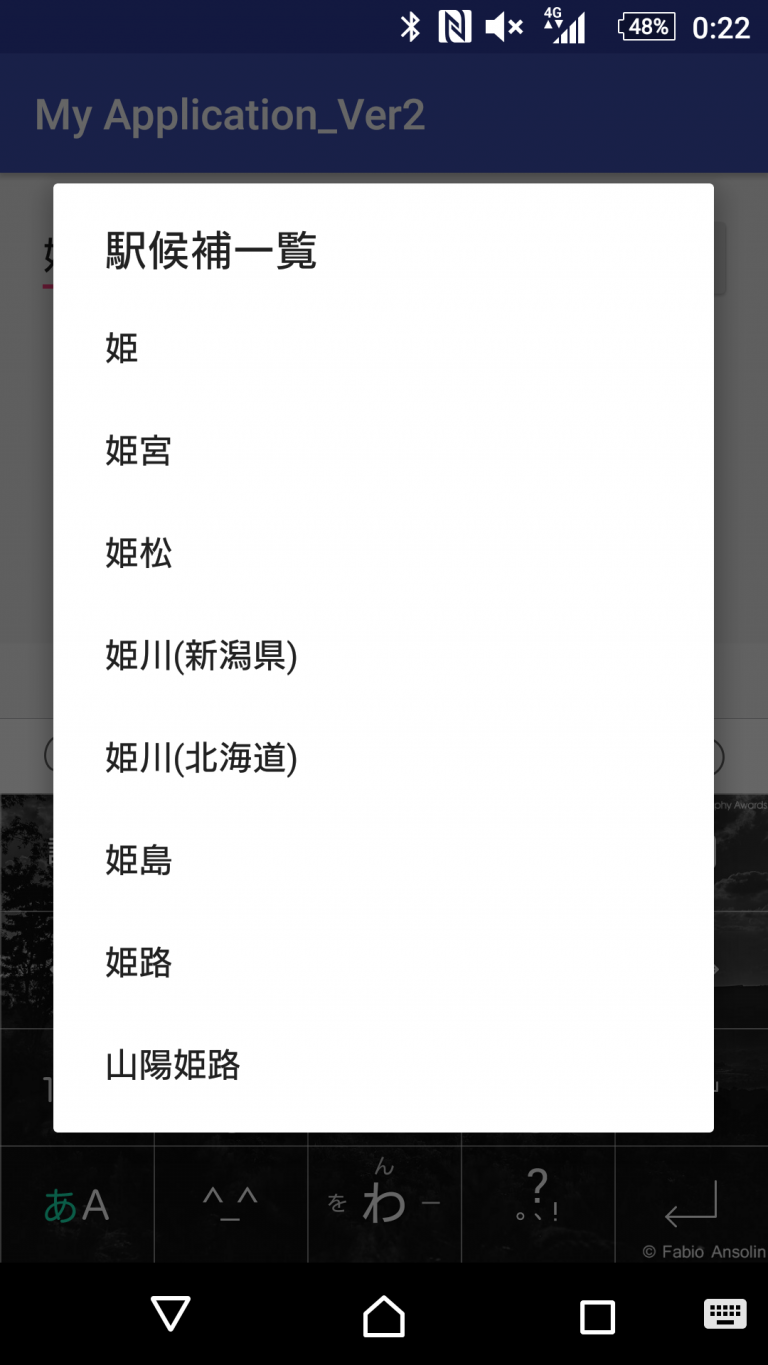 4G
48%
0:22
My Application_Ver2
駅候補一覧
姫
姫宮
姫松
姫川(新潟県)
姫川(北海道)
姫島
姫路
山陽姫路
phy Awards
あA
^_^
ん
を わ ー
?
。、!
© Fabio Ansolin